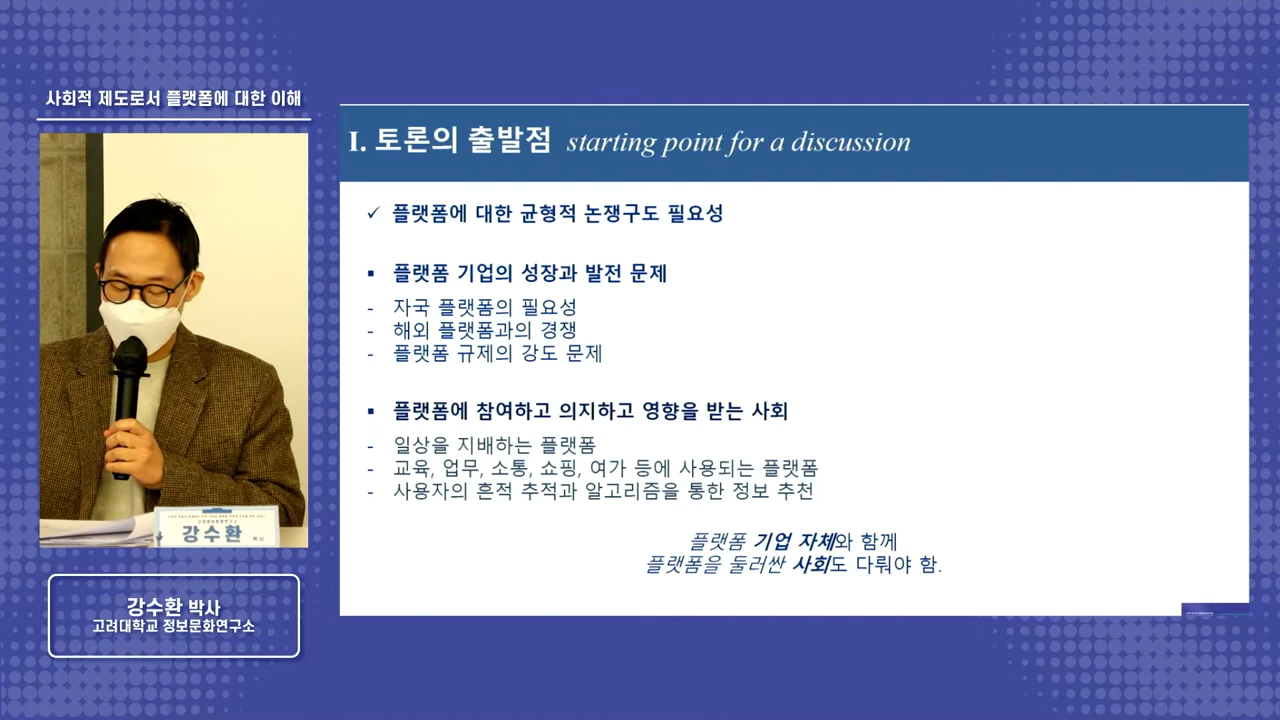 사회적 제도로서 플랫폼에 대한 이해
I. 토론의 출발점 starting point for a discussion
✓ 플랫폼에 대한 균형적 논쟁구도 필요성
▪ 플랫폼 기업의 성장과 발전 문제
- 자국 플랫폼의 필요성
- 해외 플랫폼과의 경쟁
- 플랫폼 규제의 강도 문제
▪ 플랫폼에 참여하고 의지하고 영향을 받는 사회
- 일상을 지배하는 플랫폼
- 교육, 업무, 소통, 쇼핑, 여가 등에 사용되는 플랫폼
- 사용자의 흔적 추적과 알고리즘을 통한 정보 추천
플랫폼 기업 자체와 함께
플랫폼을 둘러싼 사회도 다뤄야 함.
강수환
강수환 박사
고려대학교 정보문화연구소